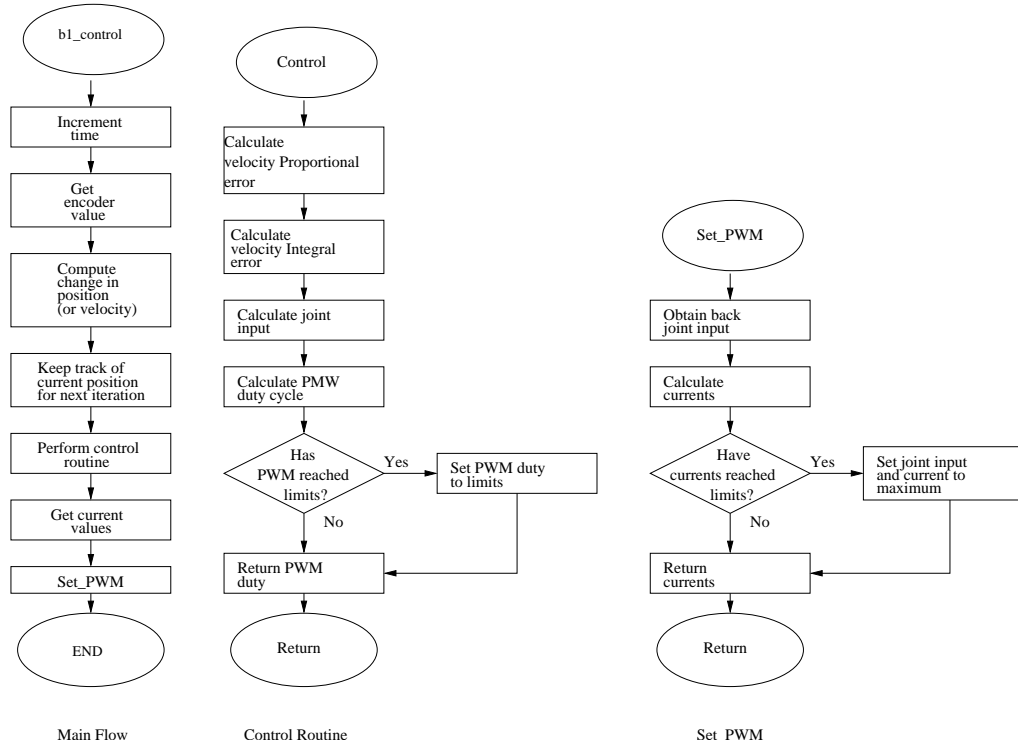 b1_control
Increment
time
Get
encoder
value
Compute
change in
position
(or velocity)
Keep track of
current position
for next iteration
Perform control
routine
Get current
values
Set_PWM
END
Main Flow
Control
Calculate
velocity Proportional
error
Calculate
velocity Integral
error
Calculate joint
input
Calculate PMW
duty cycle
Has
PWM reached
limits?
Yes
Set PWM duty
to limits
No
Return PWM
duty
Return
Control Routine
Set_PWM
Obtain back
joint input
Calculate
currents
Have
currents reached
limits?
Yes
Set joint input
and current to
maximum
No
Return
currents
Return
Set_PWM